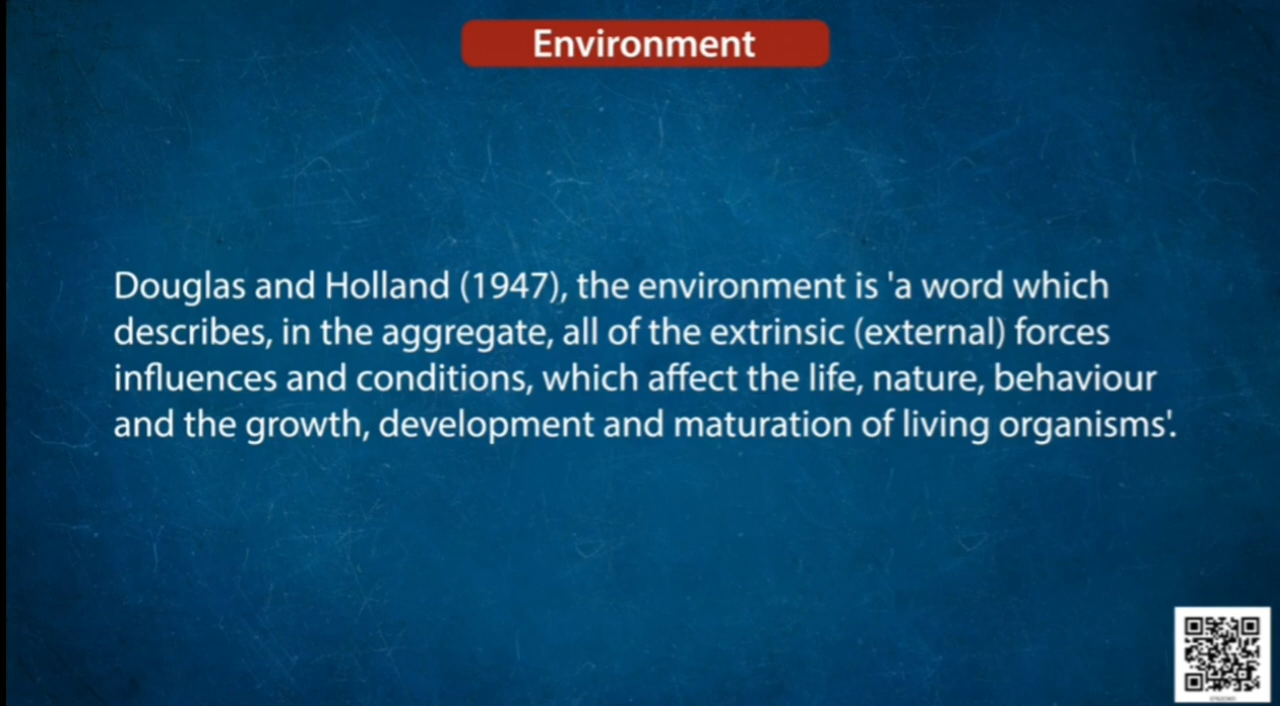 Environment
Douglas and Holland (1947), the environment is 'a word which
describes, in the aggregate, all of the extrinsic (external) forces
influences and conditions, which affect the life, nature, behaviour
and the growth, development and maturation of living organisms'.